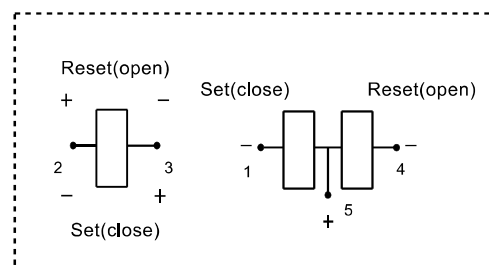 Reset(open)
+ −
2 3
− +
Set(close)
Set(close) Reset(open)
− −
1 4
5
+